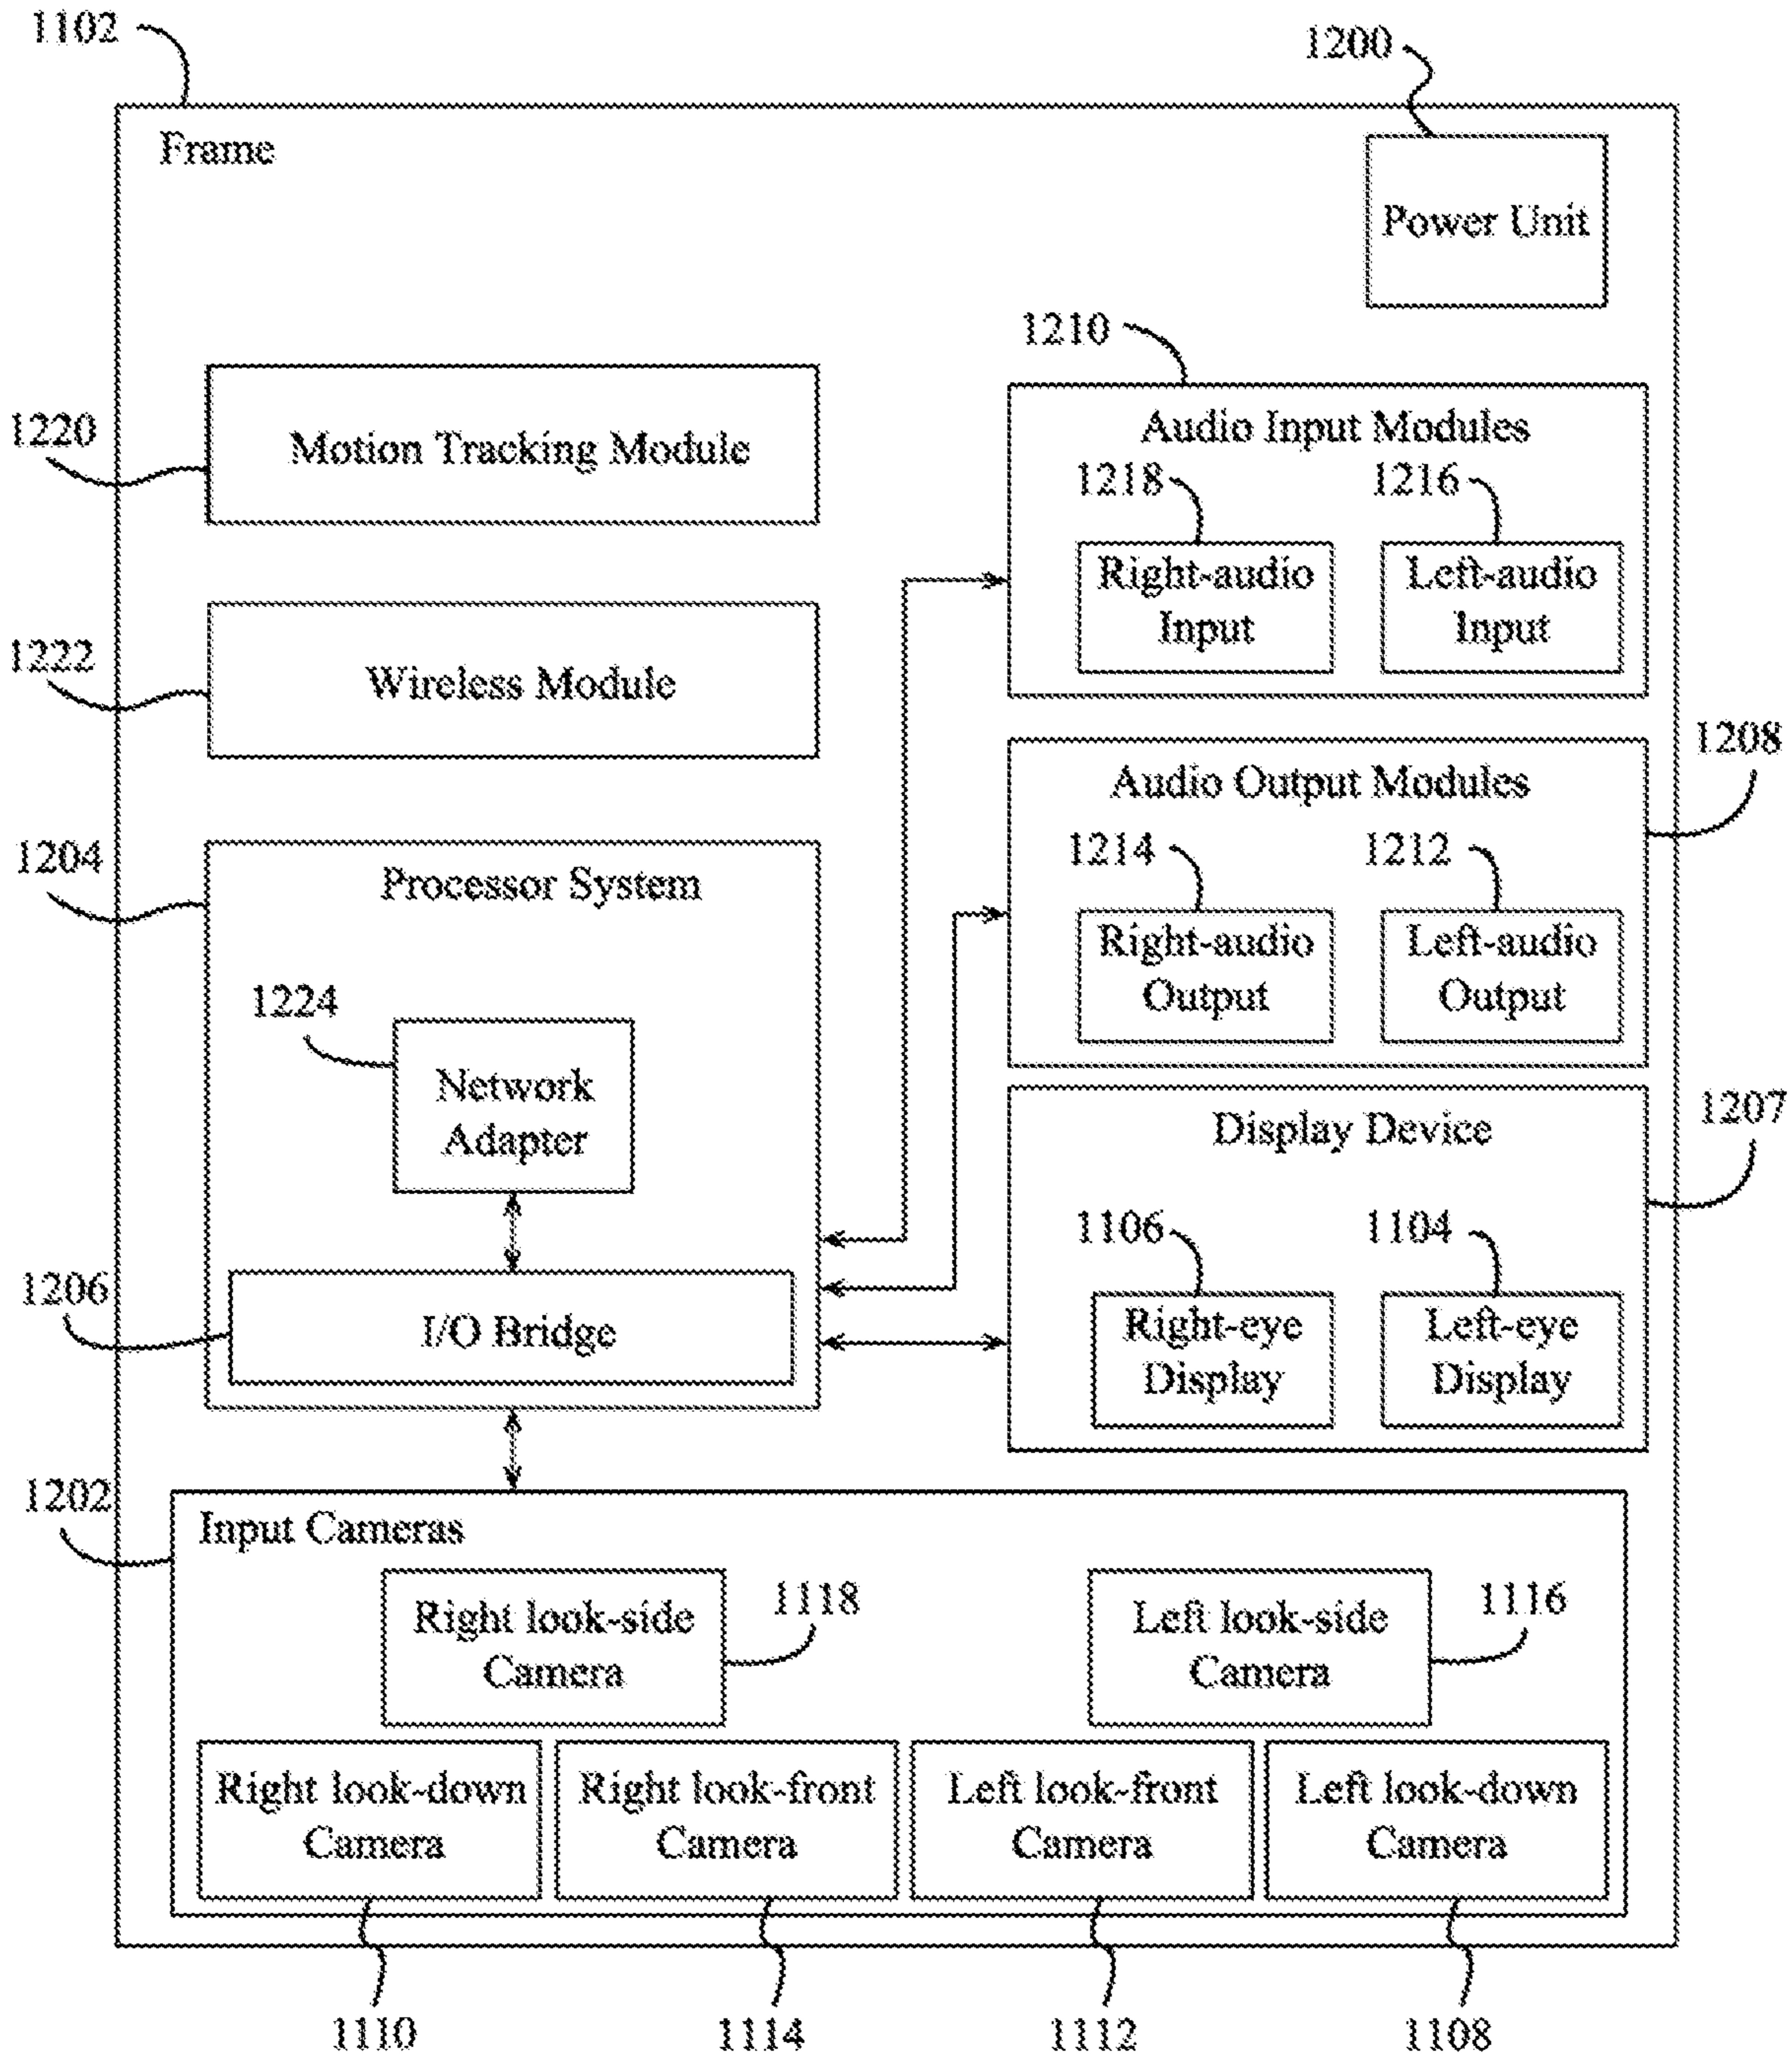 1102
1200
Frame
Power Unit
1210
1220
Motion Tracking Module
Audio Input Modules
1218
1216
Right-audio
Input
Left-audio
Input
1222
Wireless Module
1208
Audio Output Modules
1214
1212
Right-audio
Output
Left-audio
Output
1204
Processor System
1224
Network
Adapter
1207
Display Device
1106
1104
Right-eye
Display
Left-eye
Display
1206
I/O Bridge
1202
Input Cameras
Right look-side
Camera
1118
Left look-side
Camera
1116
Right look-down
Camera
Right look-front
Camera
Left look-front
Camera
Left look-down
Camera
1110
1114
1112
1108